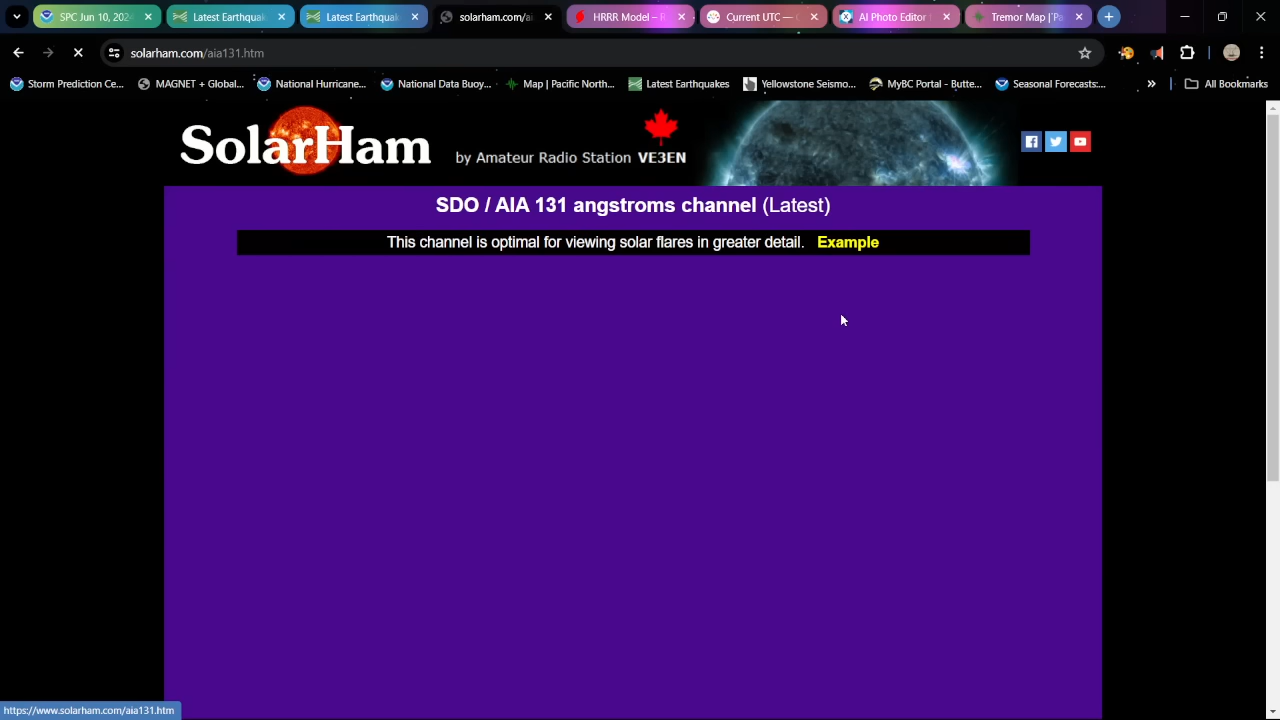 SPC Jun 10, 2024
Latest Earthquak
Latest Earthquak
solarham.com/ai
HRRR Model – R
Current UTC —
AI Photo Editor
Tremor Map | Pa
solarham.com/aia131.htm
Storm Prediction Ce...
MAGNET + Global...
National Hurricane...
National Data Buoy...
Map | Pacific North...
Latest Earthquakes
Yellowstone Seismo...
MyBC Portal - Butte...
Seasonal Forecasts:...
All Bookmarks
SolarHam
by Amateur Radio Station VE3EN
SDO / AIA 131 angstroms channel (Latest)
This channel is optimal for viewing solar flares in greater detail. Example
https://www.solarham.com/aia131.htm